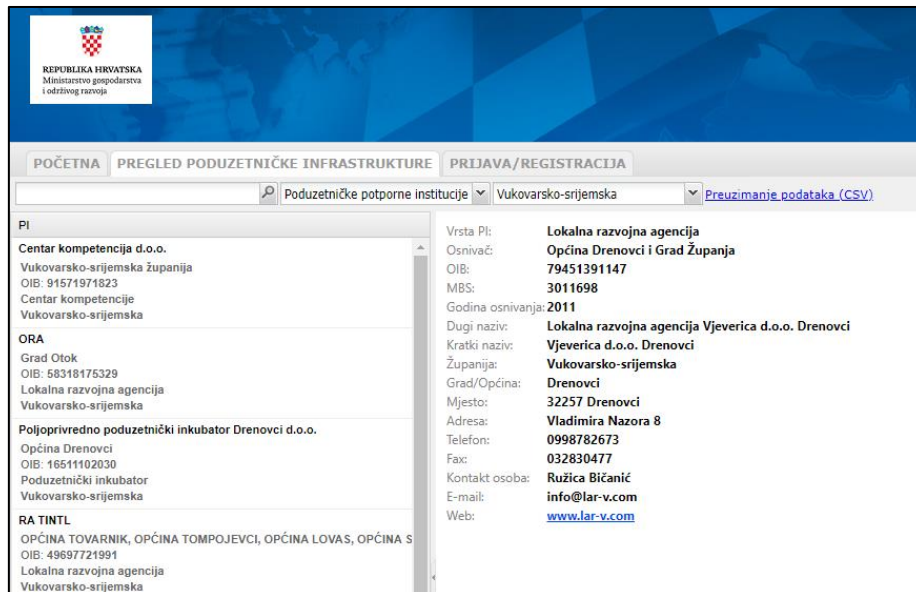 REPUBLIKA HRVATSKA
Ministarstvo gospodarstva
i održivog razvoja
POČETNA PREGLED PODUZETNIČKE INFRASTRUKTURE PRIJAVA/REGISTRACIJA
Poduzetničke potporne institucije Vukovarsko-srijemska Preuzimanje podataka (CSV)
PI
Centar kompetencija d.o.o.
Vukovarsko-srijemska županija
OIB: 91571971823
Centar kompetencije
Vukovarsko-srijemska
ORA
Grad Otok
OIB: 58318175329
Lokalna razvojna agencija
Vukovarsko-srijemska
Poljoprivredno poduzetnički inkubator Drenovci d.o.o.
Općina Drenovci
OIB: 16511102030
Poduzetnički inkubator
Vukovarsko-srijemska
RA TINTL
OPĆINA TOVARNIK, OPĆINA TOMPOJEVCI, OPĆINA LOVAS, OPĆINA S
OIB: 49697721991
Lokalna razvojna agencija
Vukovarsko-srijemska
Vrsta PI: Lokalna razvojna agencija
Osnivač: Općina Drenovci i Grad Županja
OIB: 79451391147
MBS: 3011698
Godina osnivanja: 2011
Dugi naziv: Lokalna razvojna agencija Vjeverica d.o.o. Drenovci
Kratki naziv: Vjeverica d.o.o. Drenovci
Županija: Vukovarsko-srijemska
Grad/Općina: Drenovci
Mjesto: 32257 Drenovci
Adresa: Vladimira Nazora 8
Telefon: 0998782673
Fax: 032830477
Kontakt osoba: Ružica Bičanić
E-mail: info@lar-v.com
Web: www.lar-v.com